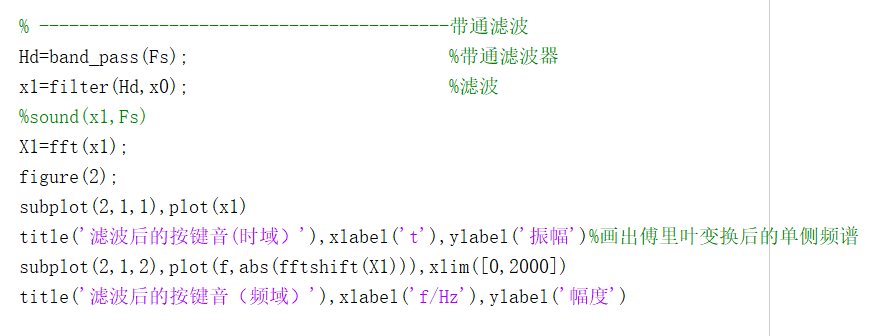 % -----------------------------------------带通滤波
Hd=band_pass(Fs); %带通滤波器
x1=filter(Hd,x0); %滤波
%sound(x1,Fs)
X1=fft(x1);
figure(2);
subplot(2,1,1),plot(x1)
title('滤波后的按键音(时域）'),xlabel('t'),ylabel('振幅')%画出傅里叶变换后的单侧频谱
subplot(2,1,2),plot(f,abs(fftshift(X1))),xlim([0,2000])
title('滤波后的按键音（频域）'),xlabel('f/Hz'),ylabel('幅度')